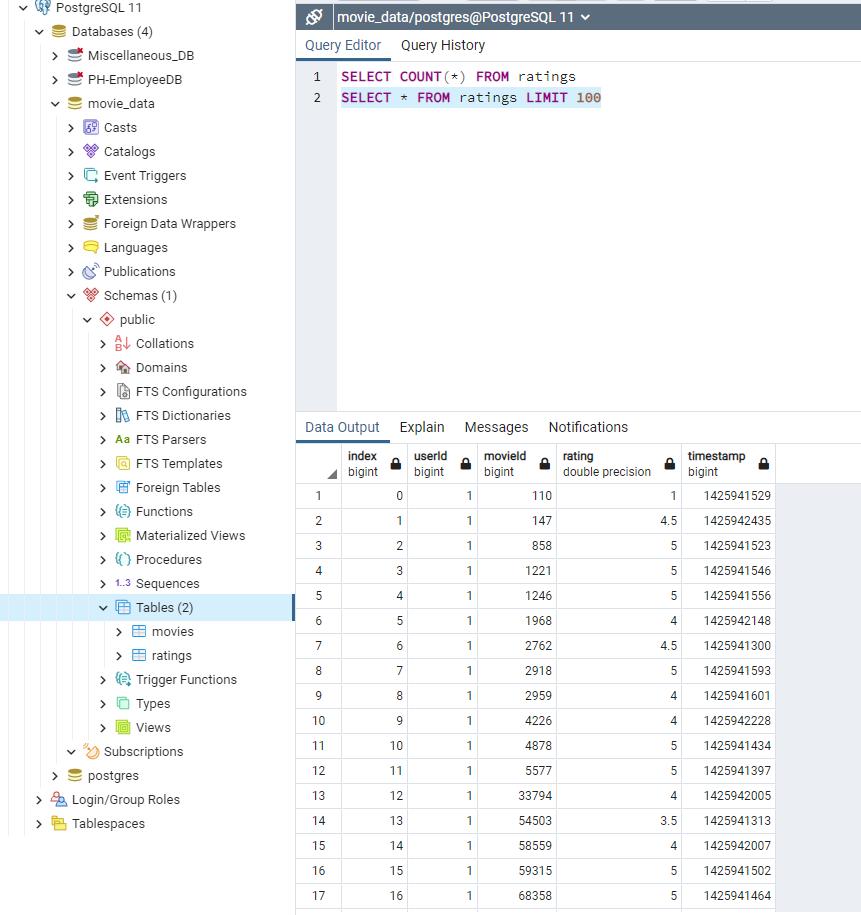 PostgreSQL 11
Databases (4)
Miscellaneous_DB
PH-EmployeeDB
movie_data
Casts
Catalogs
Event Triggers
Extensions
Foreign Data Wrappers
Languages
Publications
Schemas (1)
public
Collations
Domains
FTS Configurations
FTS Dictionaries
Aa FTS Parsers
FTS Templates
Foreign Tables
Functions
Materialized Views
Procedures
1..3 Sequences
Tables (2)
movies
ratings
Trigger Functions
Types
Views
Subscriptions
postgres
Login/Group Roles
Tablespaces
movie_data/postgres@PostgreSQL 11
Query Editor Query History
1 SELECT COUNT(*) FROM ratings
2 SELECT * FROM ratings LIMIT 100
Data Output Explain Messages Notifications
index userId movieId rating timestamp
bigint bigint bigint double precision bigint
1 0 1 110 1 1425941529
2 1 1 147 4.5 1425942435
3 2 1 858 5 1425941523
4 3 1 1221 5 1425941546
5 4 1 1246 5 1425941556
6 5 1 1968 4 1425942148
7 6 1 2762 4.5 1425941300
8 7 1 2918 5 1425941593
9 8 1 2959 4 1425941601
10 9 1 4226 4 1425942228
11 10 1 4878 5 1425941434
12 11 1 5577 5 1425941397
13 12 1 33794 4 1425942005
14 13 1 54503 3.5 1425941313
15 14 1 58559 4 1425942007
16 15 1 59315 5 1425941502
17 16 1 68358 5 1425941464